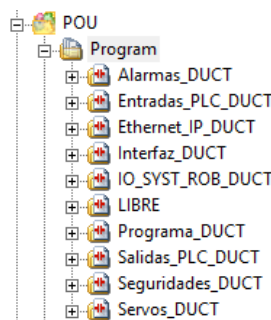 POU
Program
Alarmas_DUCT
Entradas_PLC_DUCT
Ethernet_IP_DUCT
Interfaz_DUCT
IO_SYST_ROB_DUCT
LIBRE
Programa_DUCT
Salidas_PLC_DUCT
Seguridades_DUCT
Servos_DUCT